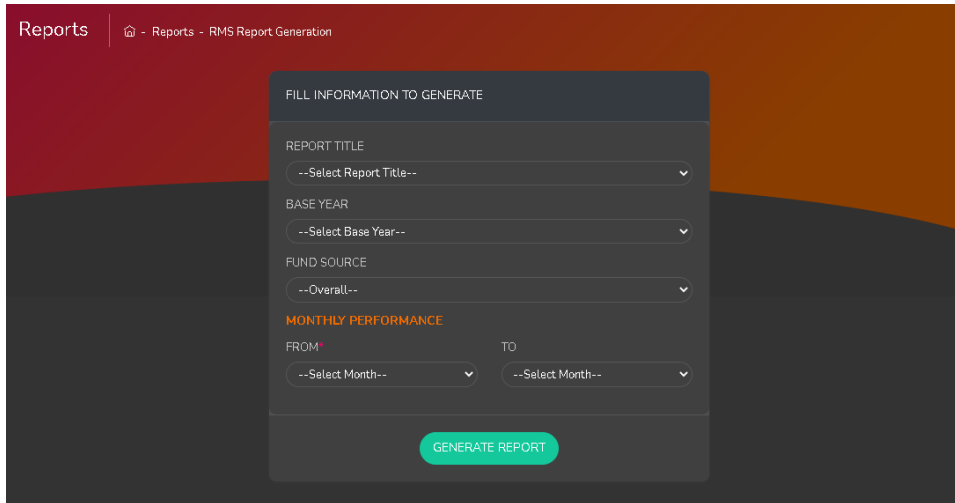 Reports
- Reports - RMS Report Generation
FILL INFORMATION TO GENERATE
REPORT TITLE
--Select Report Title--
BASE YEAR
--Select Base Year--
FUND SOURCE
--Overall--
MONTHLY PERFORMANCE
FROM* TO
--Select Month-- --Select Month--
GENERATE REPORT